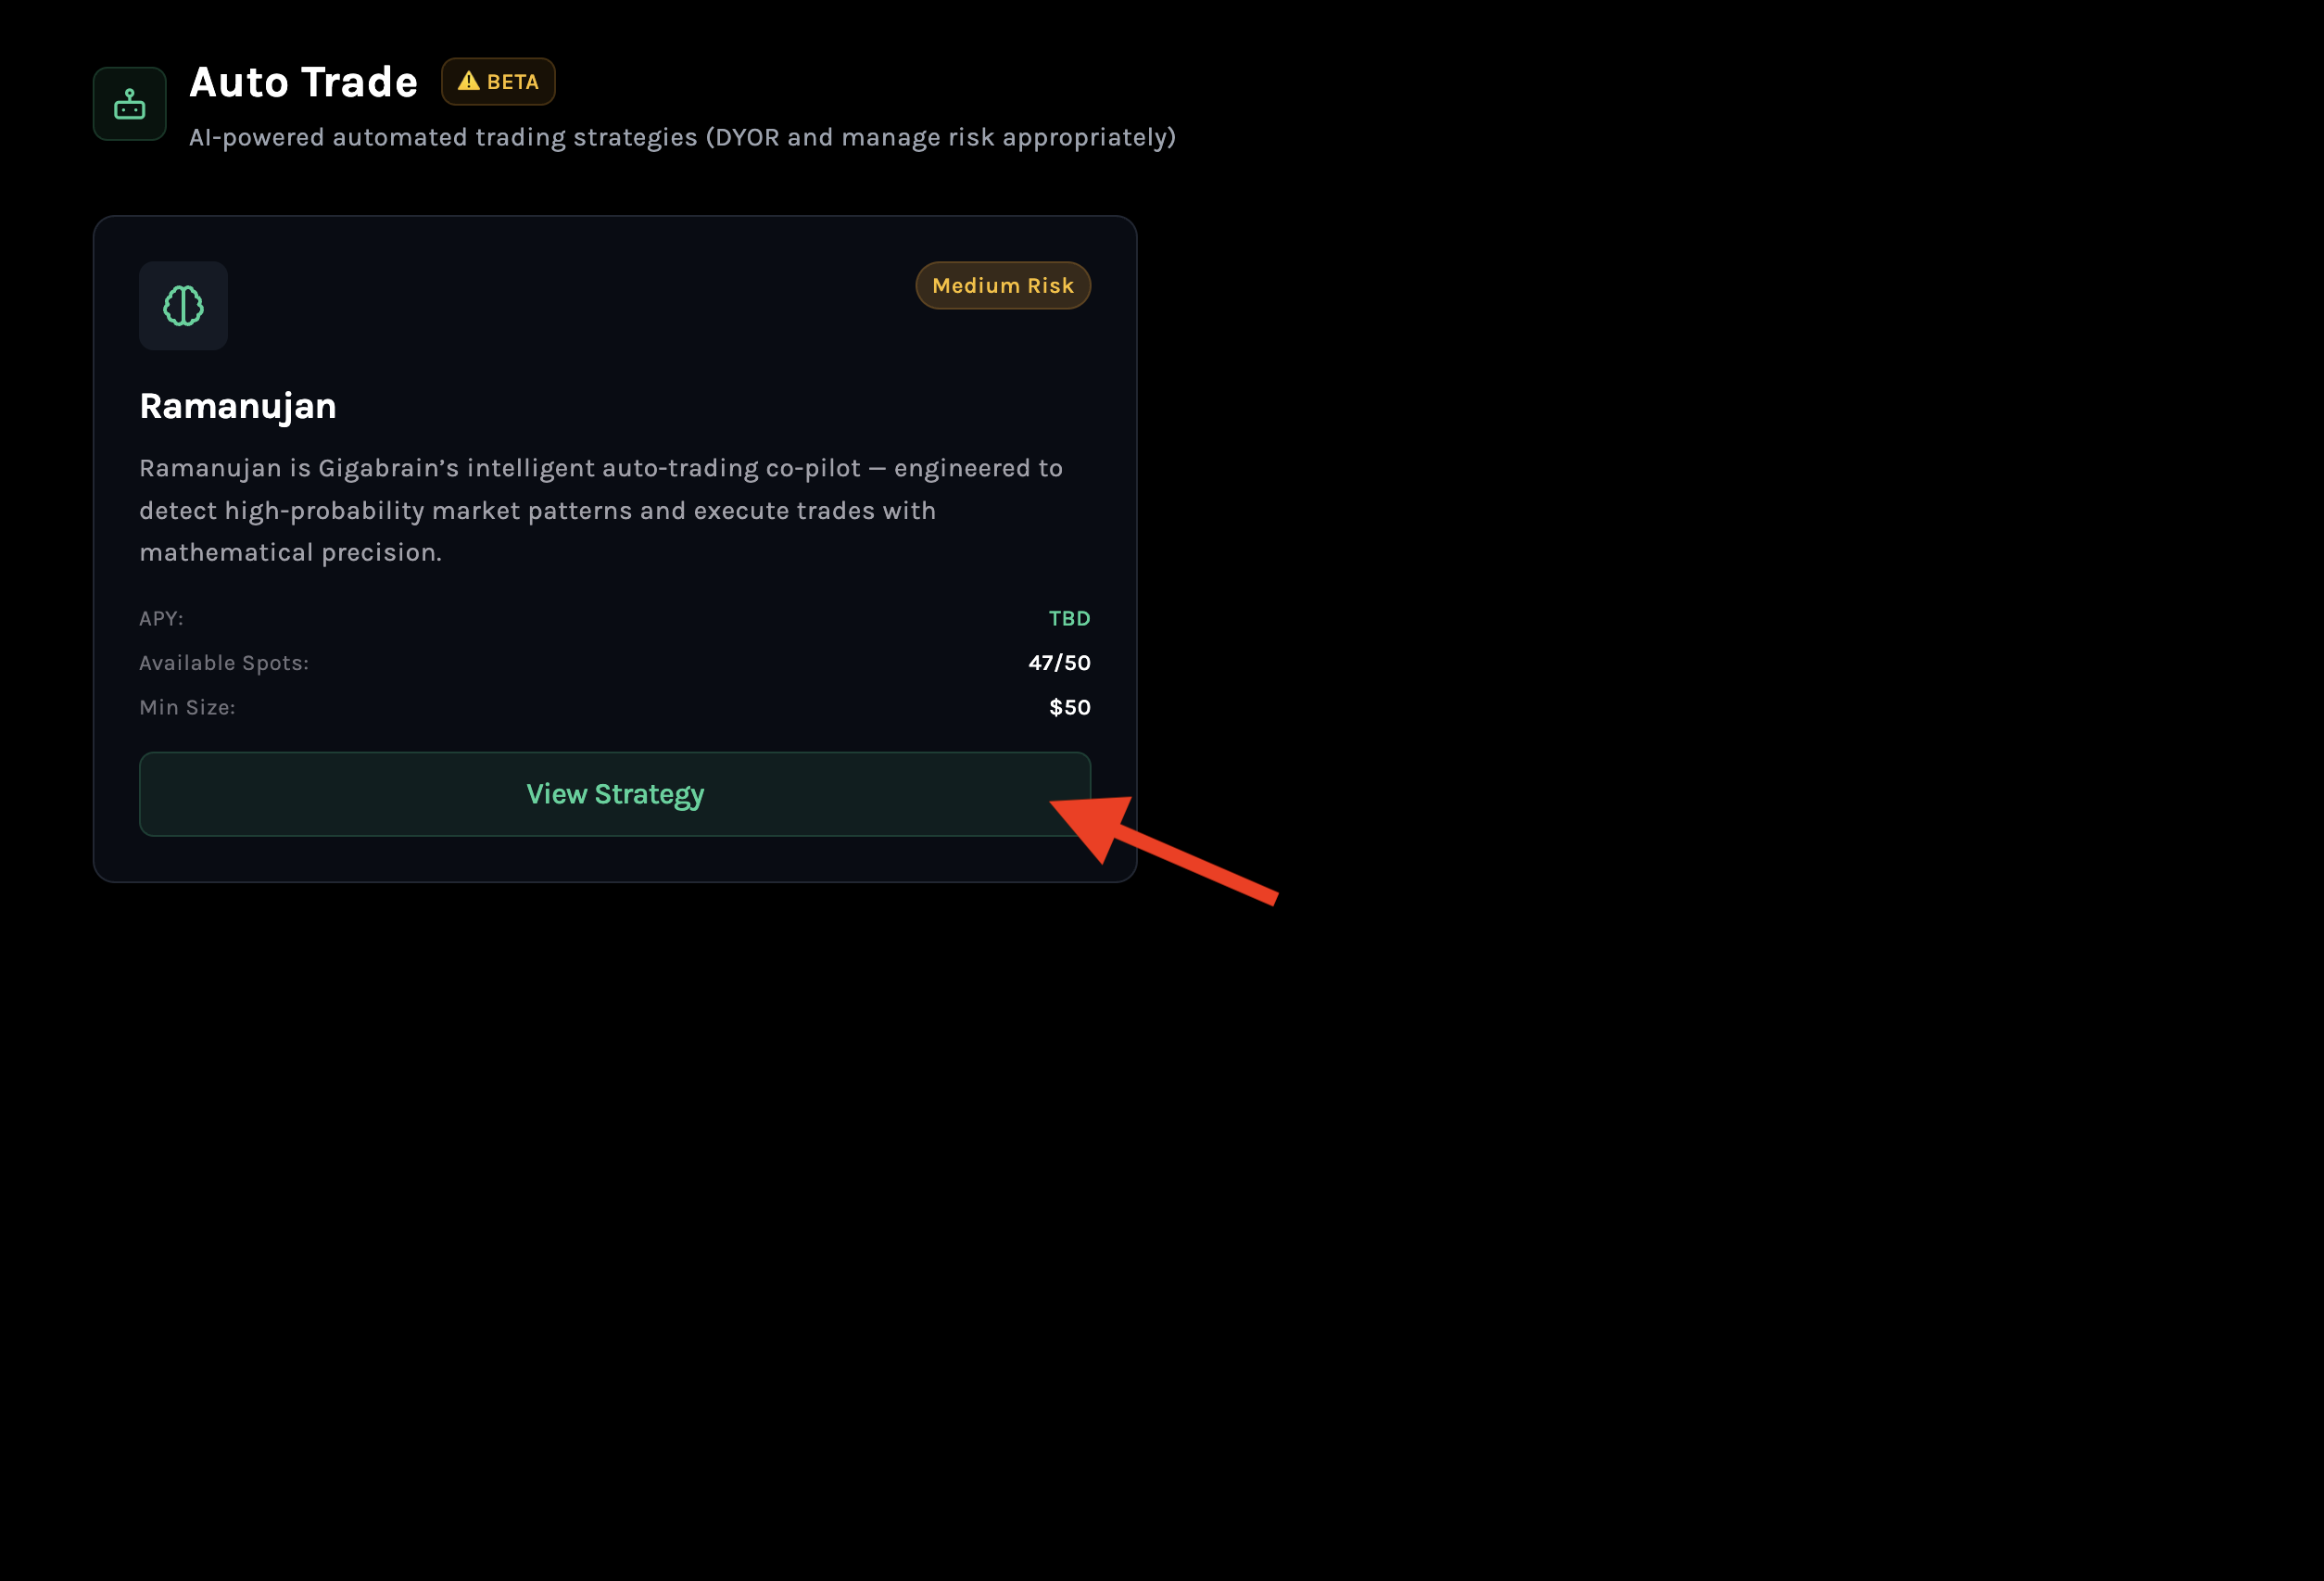 Auto Trade
⚠ BETA
AI-powered automated trading strategies (DYOR and manage risk appropriately)
Medium Risk
Ramanujan
Ramanujan is Gigabrain’s intelligent auto-trading co-pilot — engineered to
detect high-probability market patterns and execute trades with
mathematical precision.
APY: TBD
Available Spots: 47/50
Min Size: $50
View Strategy